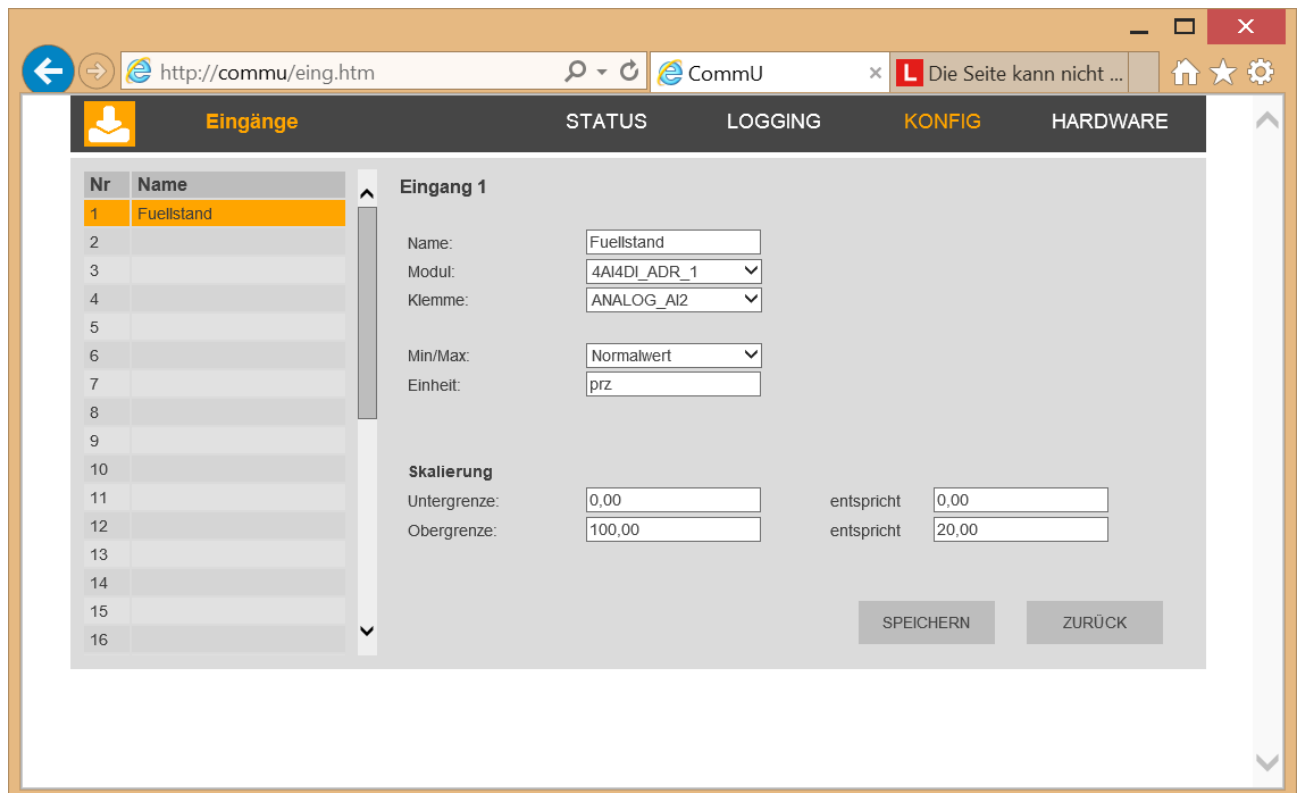 http://commu/eing.htm CommU Die Seite kann nicht ...
Eingänge STATUS LOGGING KONFIG HARDWARE
Nr Name
1 Fuellstand
2
3
4
5
6
7
8
9
10
11
12
13
14
15
16
Eingang 1
Name: Fuellstand
Modul: 4AI4DI_ADR_1
Klemme: ANALOG_AI2
Min/Max: Normalwert
Einheit: prz
Skalierung
Untergrenze: 0,00 entspricht 0,00
Obergrenze: 100,00 entspricht 20,00
SPEICHERN ZURÜCK